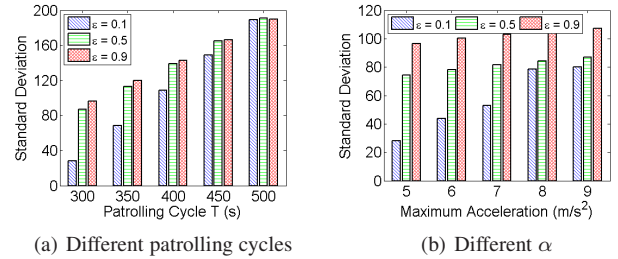 200
160
120
80
40
0
Standard Deviation
ε = 0.1
ε = 0.5
ε = 0.9
300 350 400 450 500
Patrolling Cycle T (s)
(a) Different patrolling cycles
120
100
80
60
40
20
0
Standard Deviation
ε = 0.1 ε = 0.5 ε = 0.9
5 6 7 8 9
Maximum Acceleration (m/s²)
(b) Different α